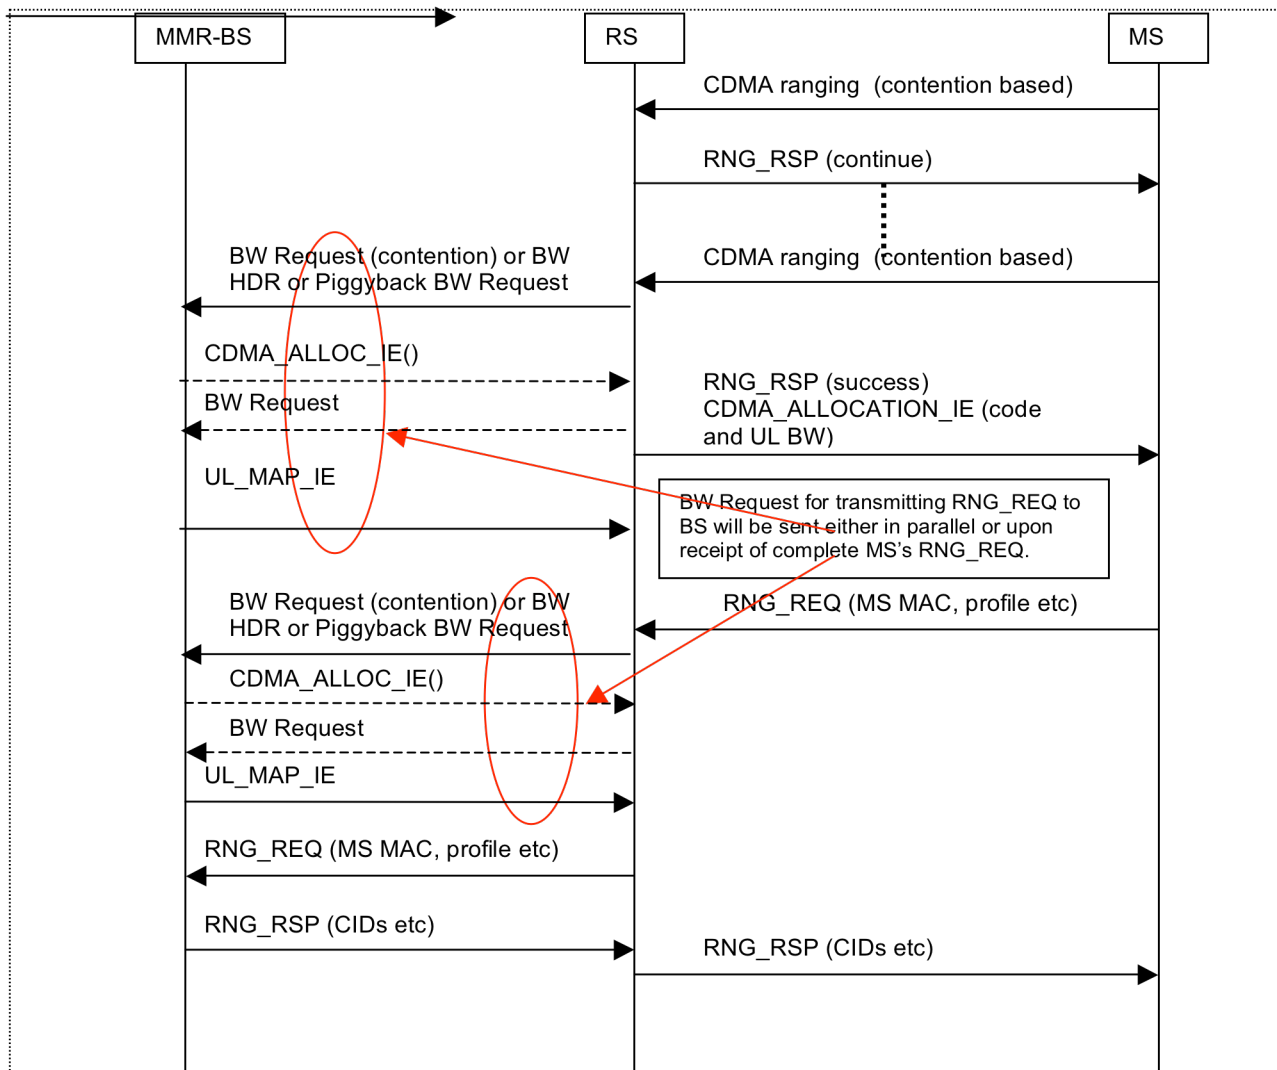 MMR-BS
RS
MS
CDMA ranging  (contention based)
RNG_RSP (continue)
BW Request (contention) or BW
HDR or Piggyback BW Request
CDMA ranging  (contention based)
CDMA_ALLOC_IE()
BW Request
RNG_RSP (success)
CDMA_ALLOCATION_IE (code
and UL BW)
UL_MAP_IE
BW Request for transmitting RNG_REQ to
BS will be sent either in parallel or upon
receipt of complete MS's RNG_REQ.
BW Request (contention) or BW
HDR or Piggyback BW Request
RNG_REQ (MS MAC, profile etc)
CDMA_ALLOC_IE()
BW Request
UL_MAP_IE
RNG_REQ (MS MAC, profile etc)
RNG_RSP (CIDs etc)
RNG_RSP (CIDs etc)